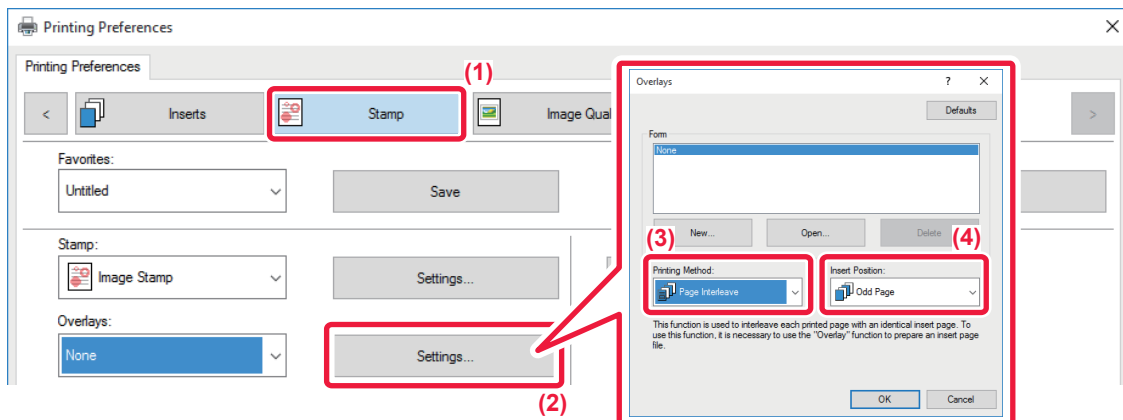 Printing Preferences
Printing Preferences
(1)
< Inserts Stamp Image Qual >
Favorites:
Untitled Save
Stamp:
Image Stamp Settings...
Overlays:
None Settings...
(2)
Overlays ? ×
Defaults
Form
None
New... Open... Delete
(3) (4)
Printing Method: Insert Position:
Page Interleave Odd Page
This function is used to interleave each printed page with an identical insert page. To
use this function, it is necessary to use the "Overlay" function to prepare an insert page
file.
OK Cancel